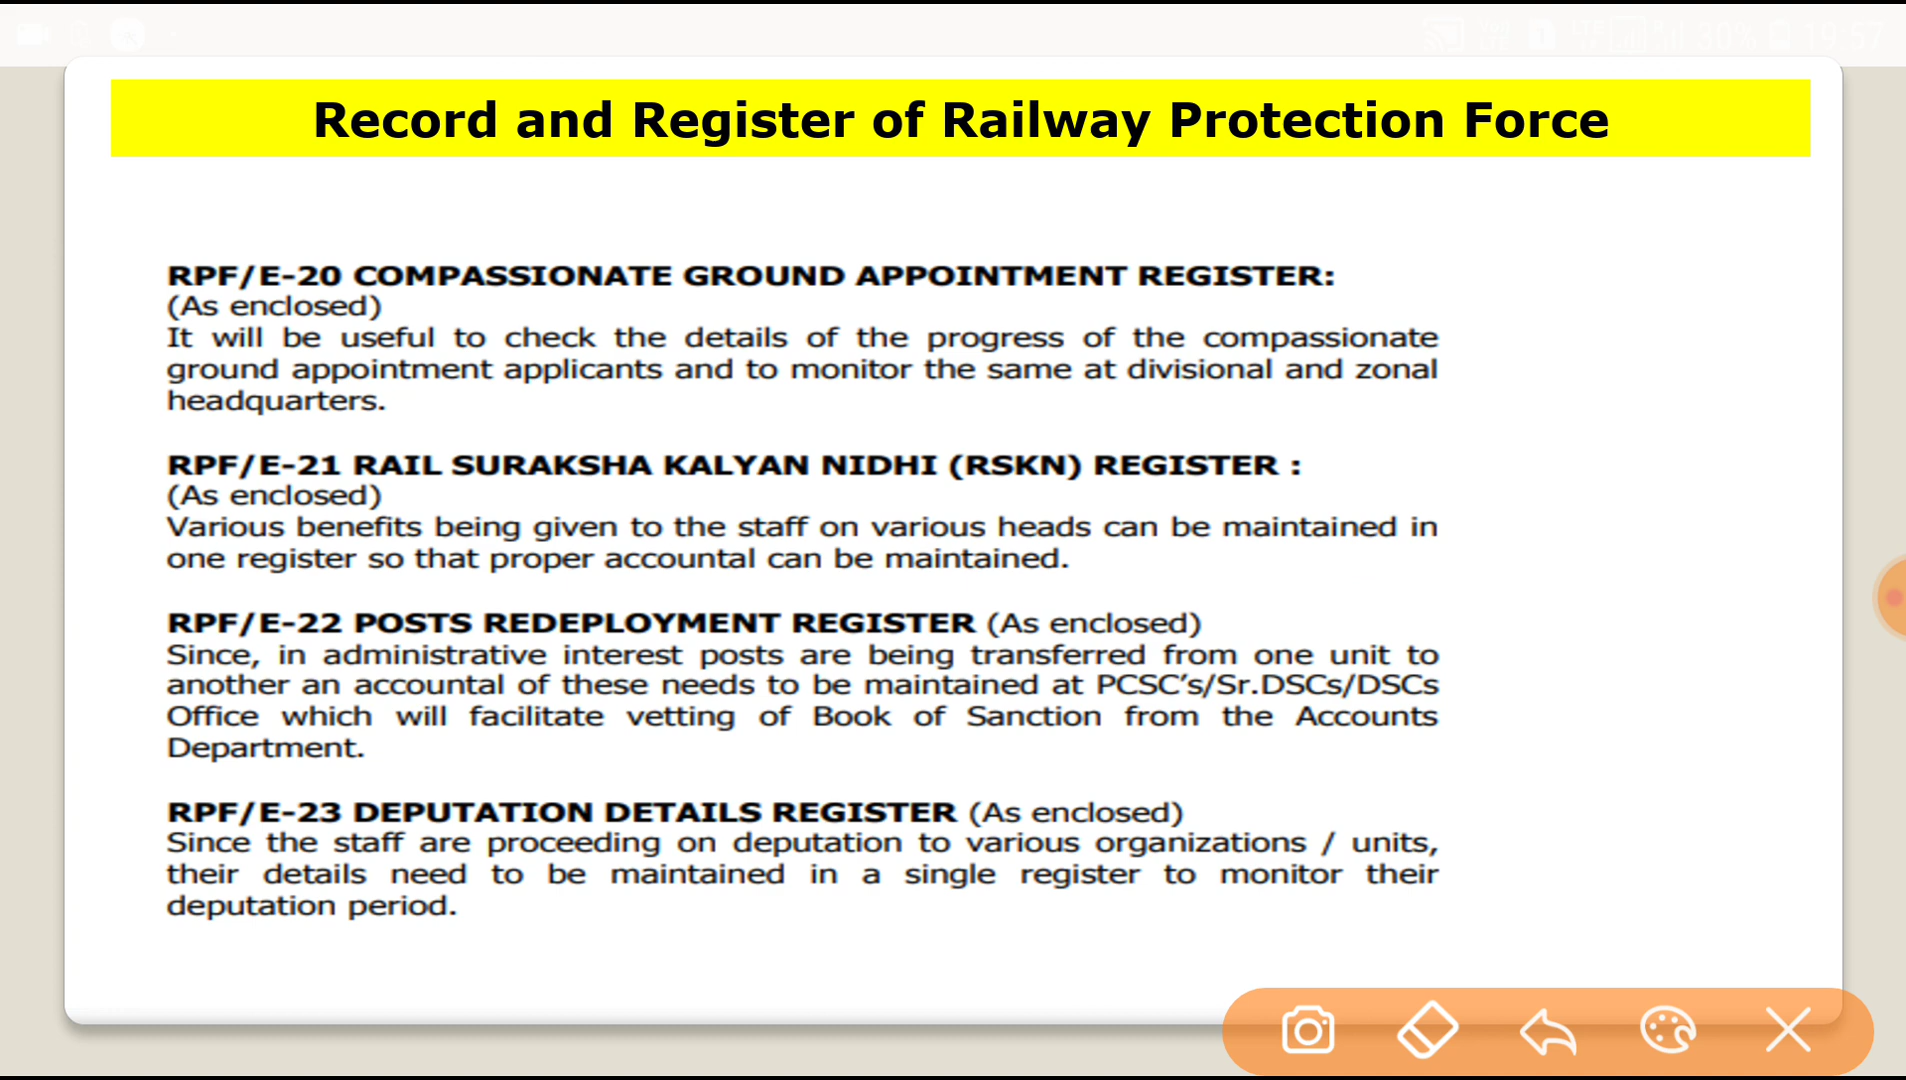 30% 19:57
Record and Register of Railway Protection Force
RPF/E-20 COMPASSIONATE GROUND APPOINTMENT REGISTER:
(As enclosed)
It will be useful to check the details of the progress of the compassionate
ground appointment applicants and to monitor the same at divisional and zonal
headquarters.
RPF/E-21 RAIL SURAKSHA KALYAN NIDHI (RSKN) REGISTER :
(As enclosed)
Various benefits being given to the staff on various heads can be maintained in
one register so that proper accountal can be maintained.
RPF/E-22 POSTS REDEPLOYMENT REGISTER (As enclosed)
Since, in administrative interest posts are being transferred from one unit to
another an accountal of these needs to be maintained at PCSC’s/Sr.DSCs/DSCs
Office which will facilitate vetting of Book of Sanction from the Accounts
Department.
RPF/E-23 DEPUTATION DETAILS REGISTER (As enclosed)
Since the staff are proceeding on deputation to various organizations / units,
their details need to be maintained in a single register to monitor their
deputation period.